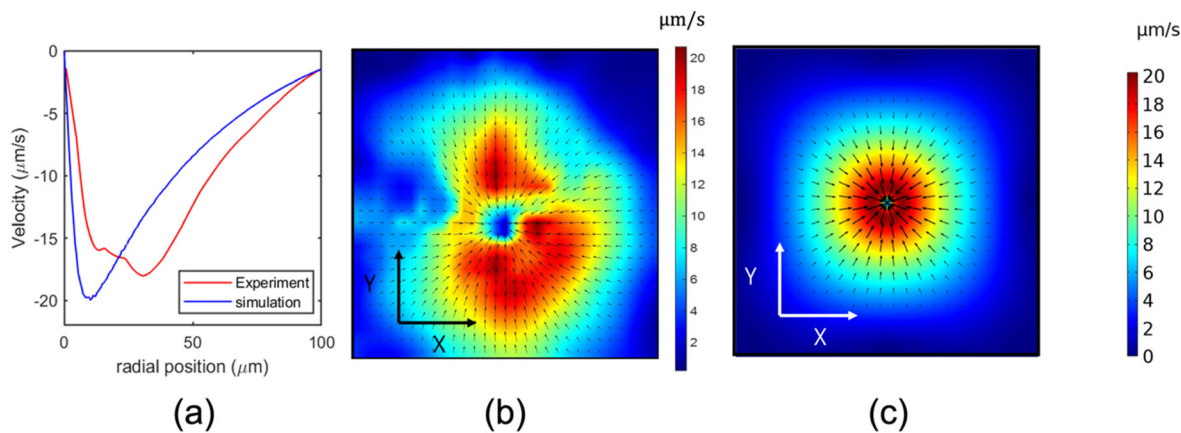 μm/s
μm/s
0
-5
-10
-15
-20
Velocity (μm/s)
Experiment
simulation
0
50
100
radial position (μm)
Y
X
20
18
16
14
12
10
8
6
4
2
Y
X
20
18
16
14
12
10
8
6
4
2
0
(a)
(b)
(c)